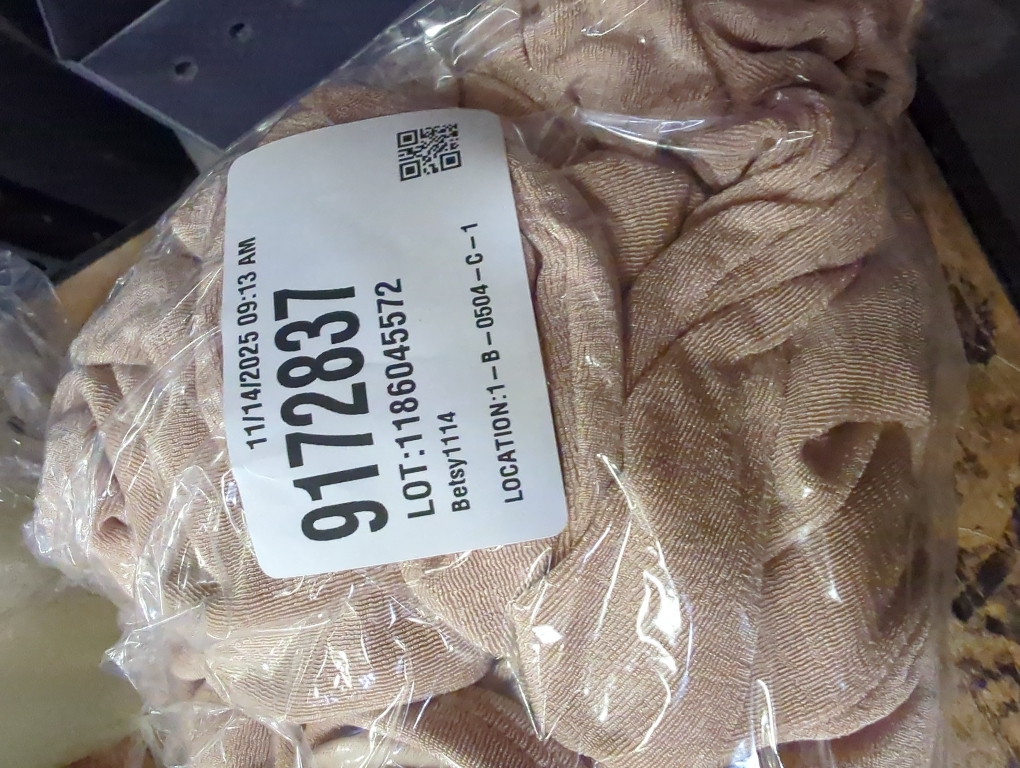 11/14/2025 09:13 AM
9172837
LOT:1186045572
Betsy1114
LOCATION:1-B-0504-C-1